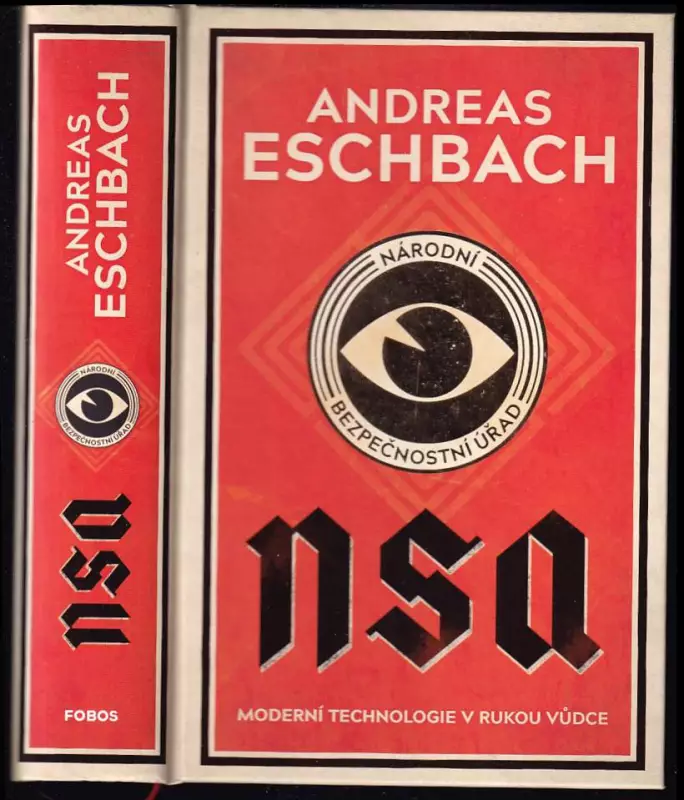 ANDREAS
ESCHBACH
NÁRODNÍ
BEZPEČNOSTNÍ ÚŘAD
nsa
FOBOS
ANDREAS
ESCHBACH
NÁRODNÍ
BEZPEČNOSTNÍ ÚŘAD
nsa
MODERNÍ TECHNOLOGIE V RUKOU VŮDCE